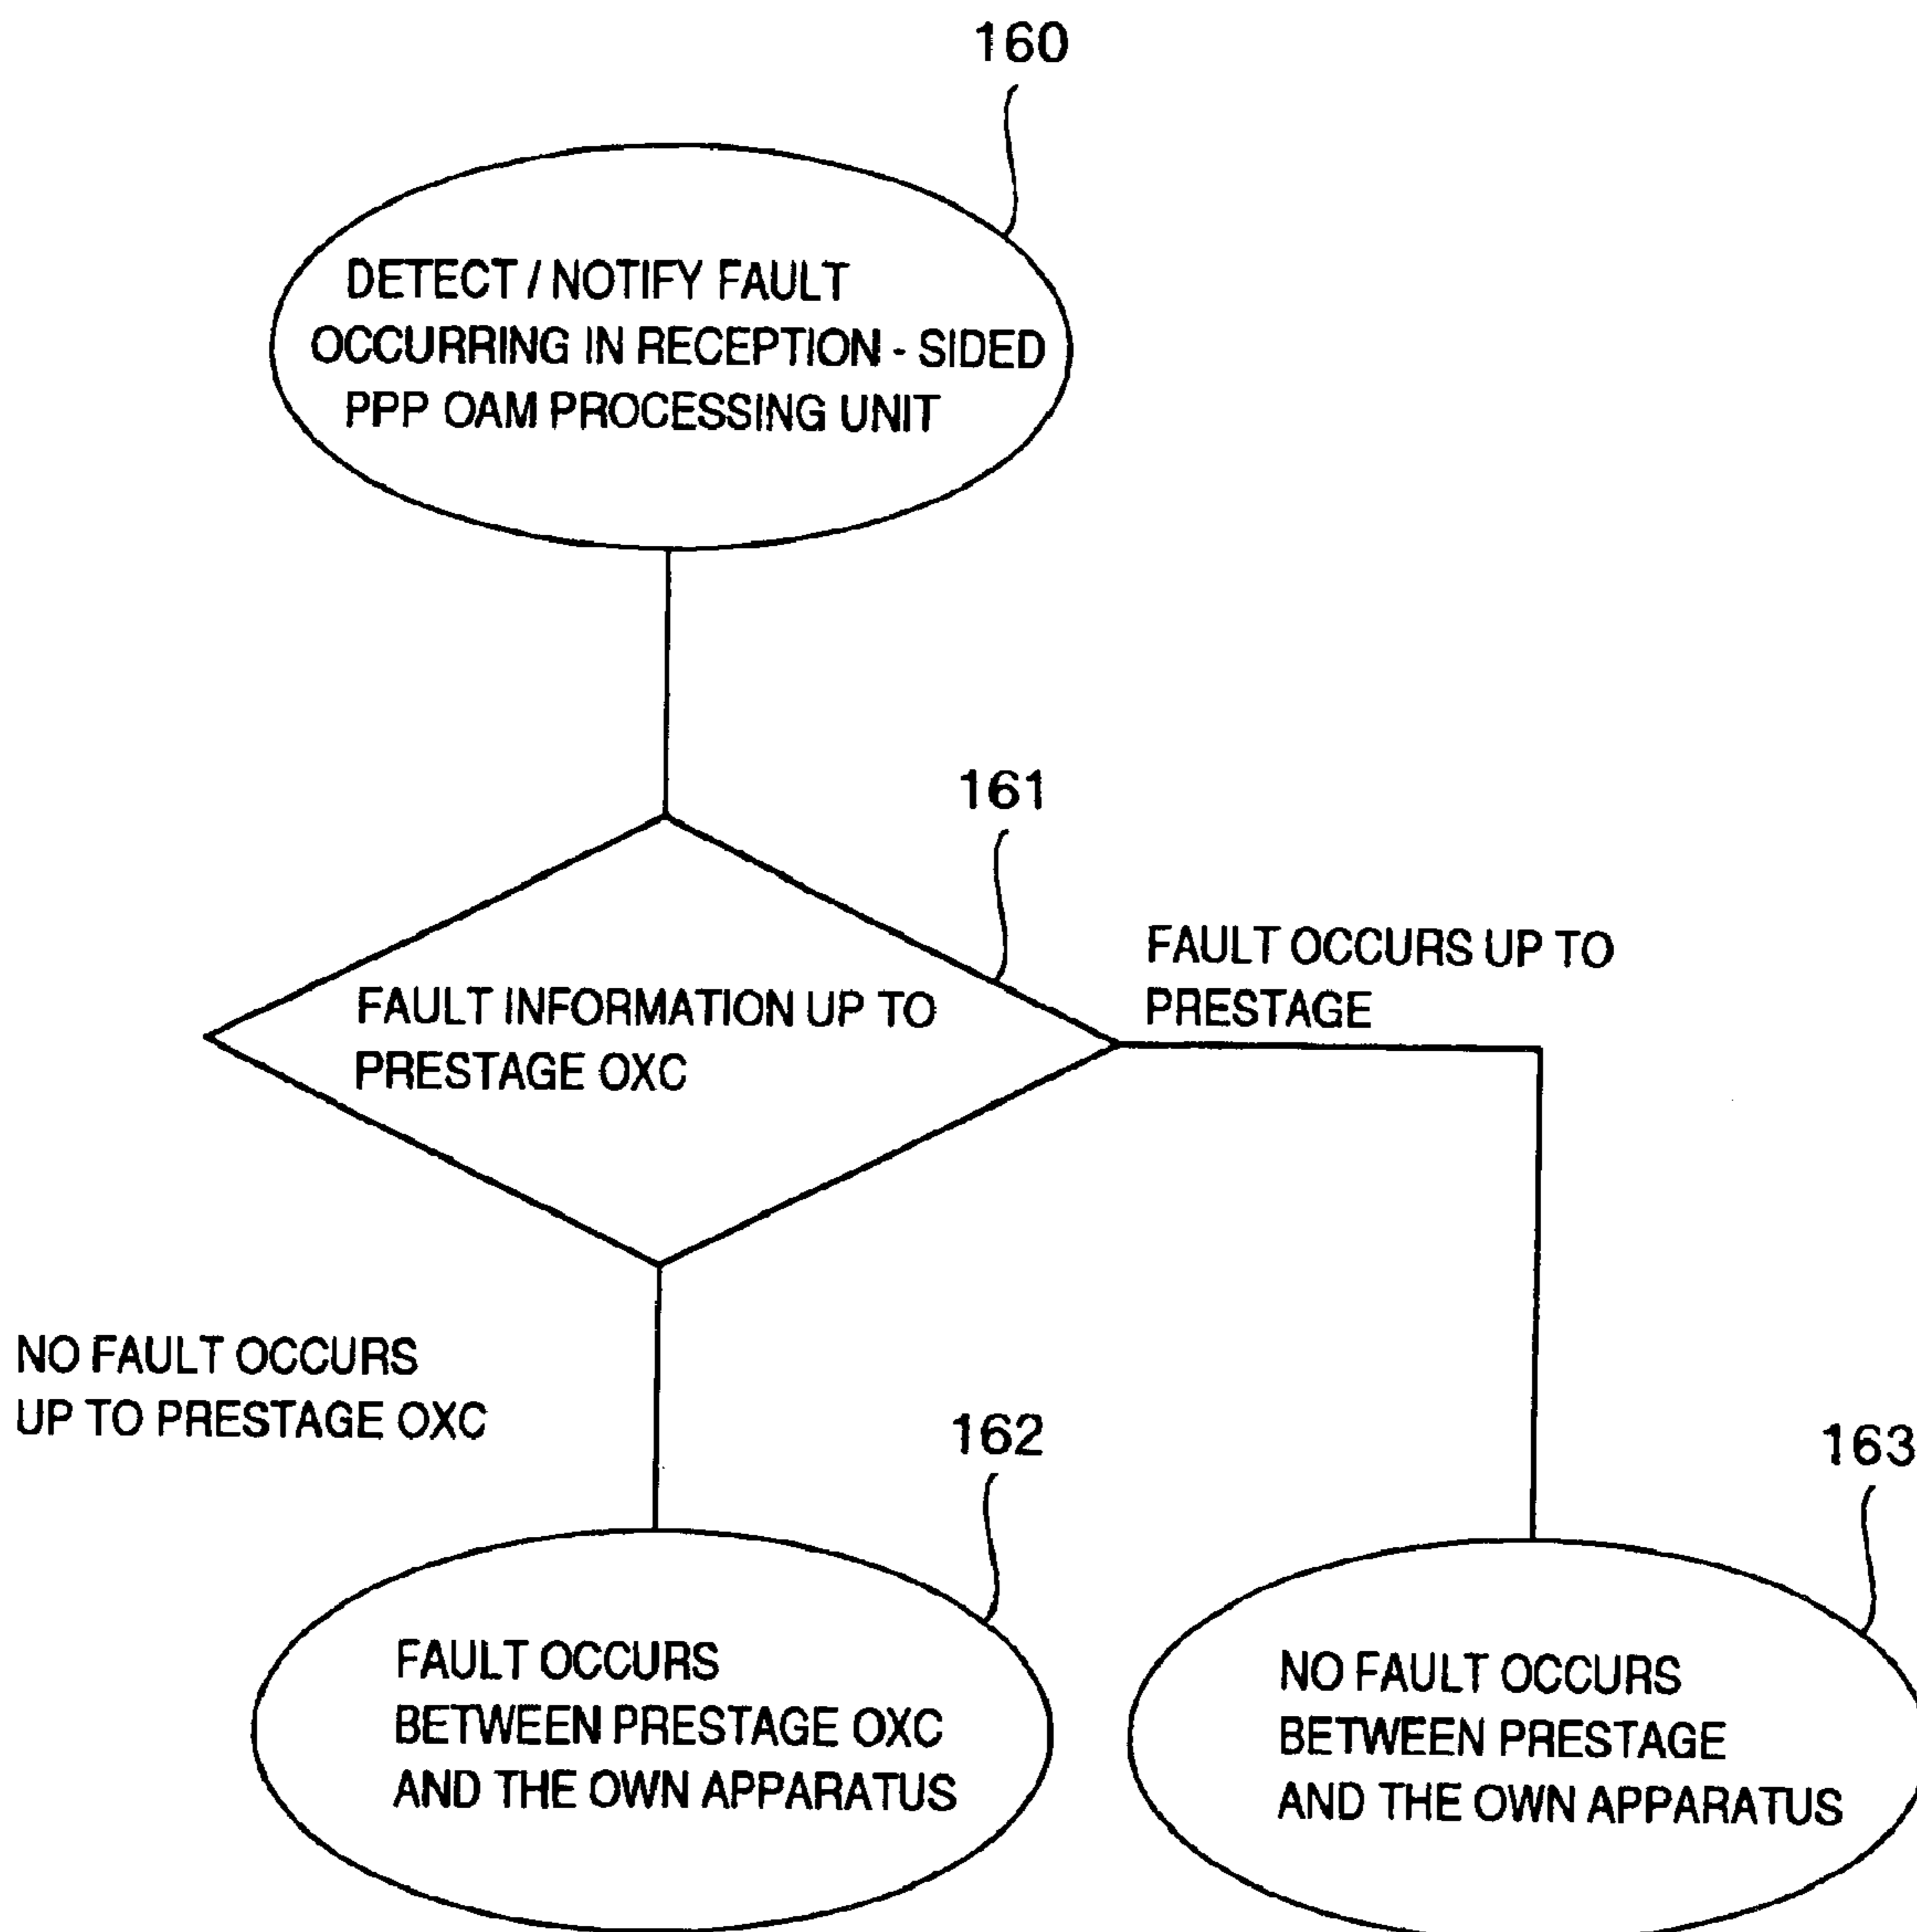 160
DETECT / NOTIFY FAULT
OCCURRING IN RECEPTION - SIDED
PPP OAM PROCESSING UNIT
161
FAULT INFORMATION UP TO
PRESTAGE OXC
FAULT OCCURS UP TO
PRESTAGE
NO FAULT OCCURS
UP TO PRESTAGE OXC
162
FAULT OCCURS
BETWEEN PRESTAGE OXC
AND THE OWN APPARATUS
163
NO FAULT OCCURS
BETWEEN PRESTAGE
AND THE OWN APPARATUS